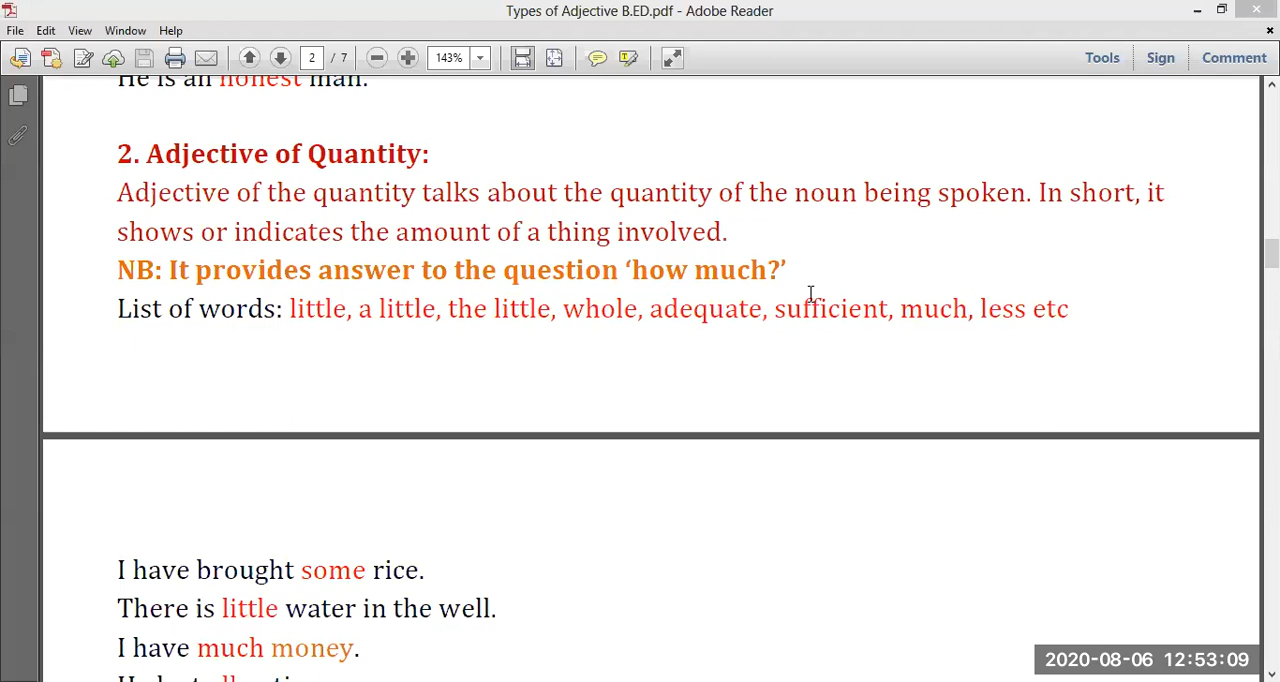 Types of Adjective B.ED.pdf - Adobe Reader
File Edit View Window Help
2 / 7 143% Tools Sign Comment
He is an honest man.
2. Adjective of Quantity:
Adjective of the quantity talks about the quantity of the noun being spoken. In short, it
shows or indicates the amount of a thing involved.
NB: It provides answer to the question ‘how much?’
List of words: little, a little, the little, whole, adequate, sufficient, much, less etc
I have brought some rice.
There is little water in the well.
I have much money.
2020-08-06 12:53:09